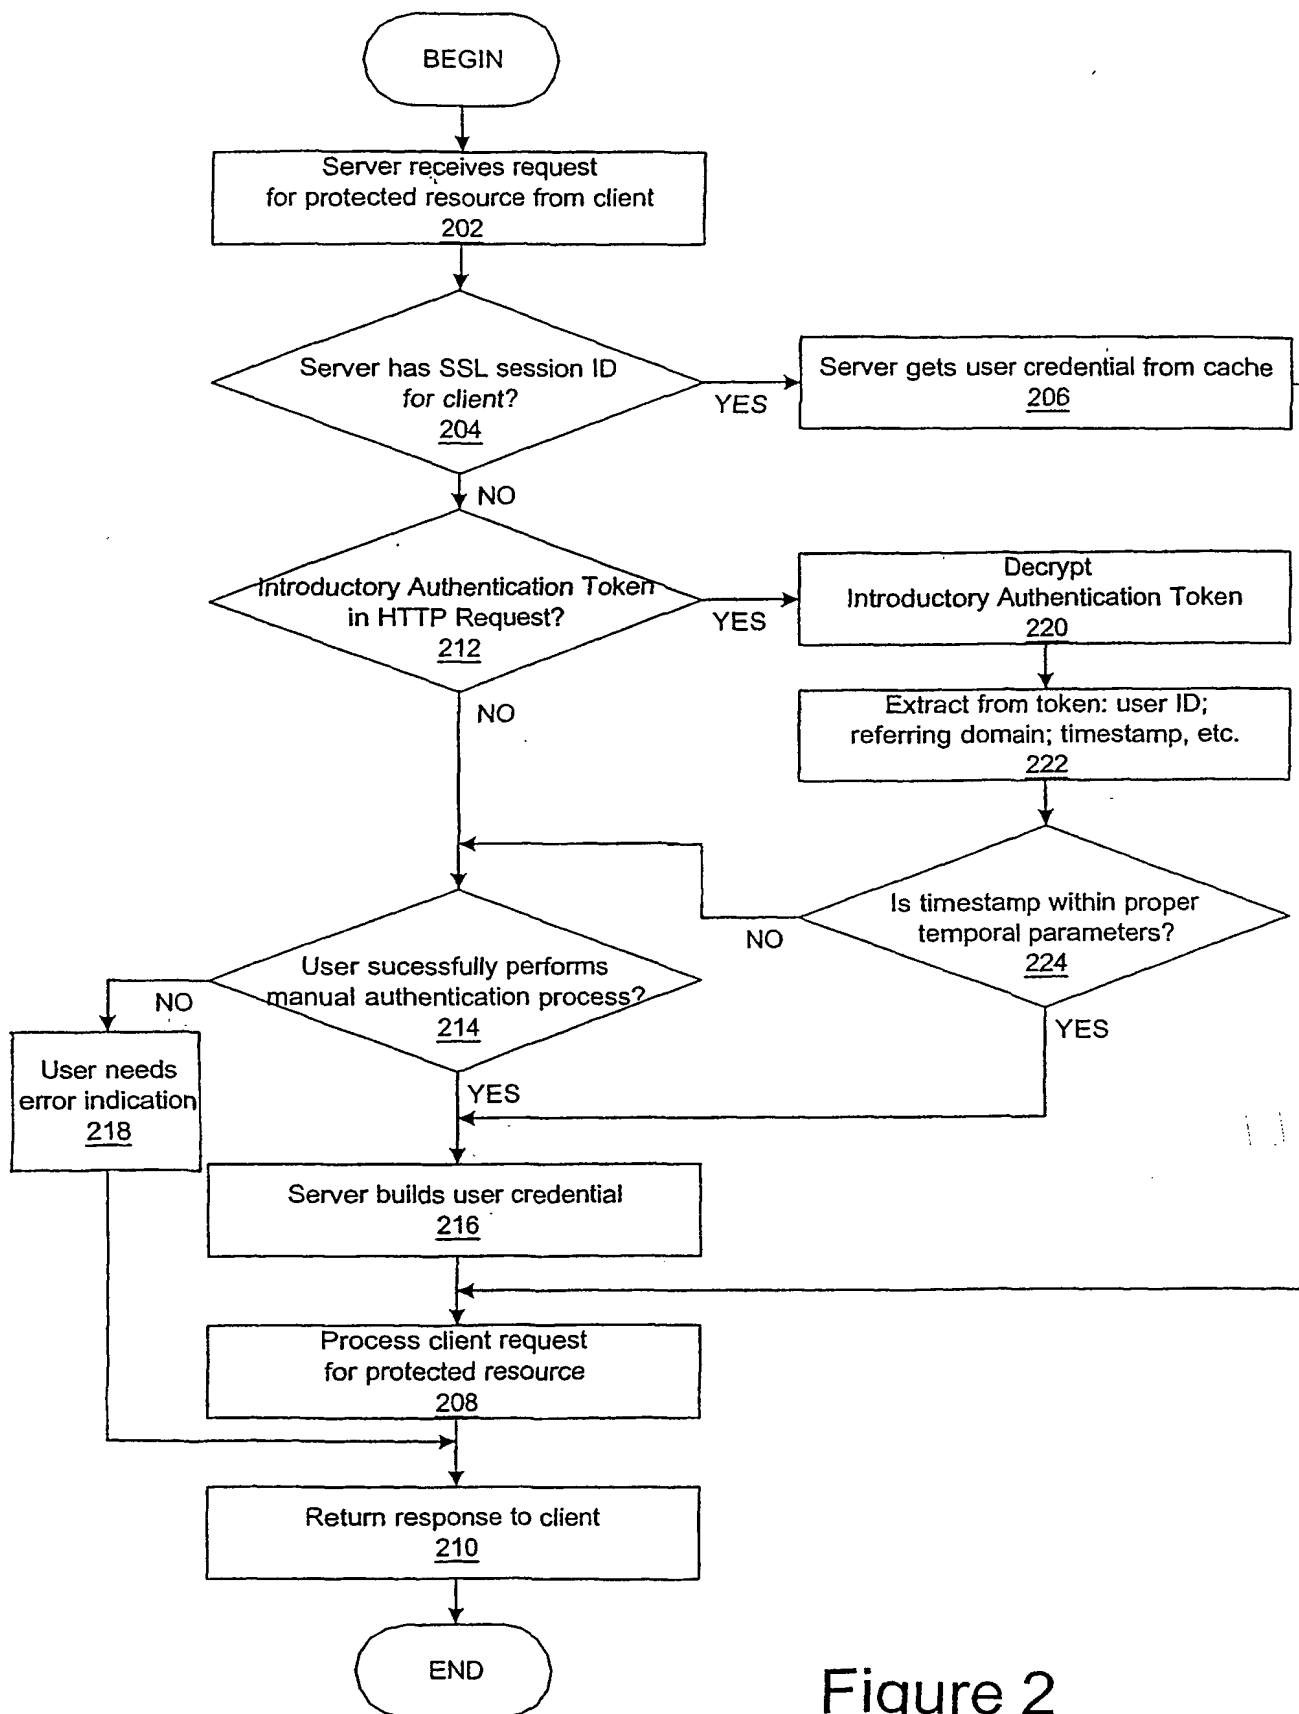 BEGIN
Server receives request
for protected resource from client
202
Server has SSL session ID
for client?
204
YES
Server gets user credential from cache
206
NO
Introductory Authentication Token
in HTTP Request?
212
YES
Decrypt
Introductory Authentication Token
220
NO
Extract from token: user ID;
referring domain; timestamp, etc.
222
Is timestamp within proper
temporal parameters?
224
NO
YES
User sucessfully performs
manual authentication process?
214
NO
YES
User needs
error indication
218
Server builds user credential
216
Process client request
for protected resource
208
Return response to client
210
END
Figure 2